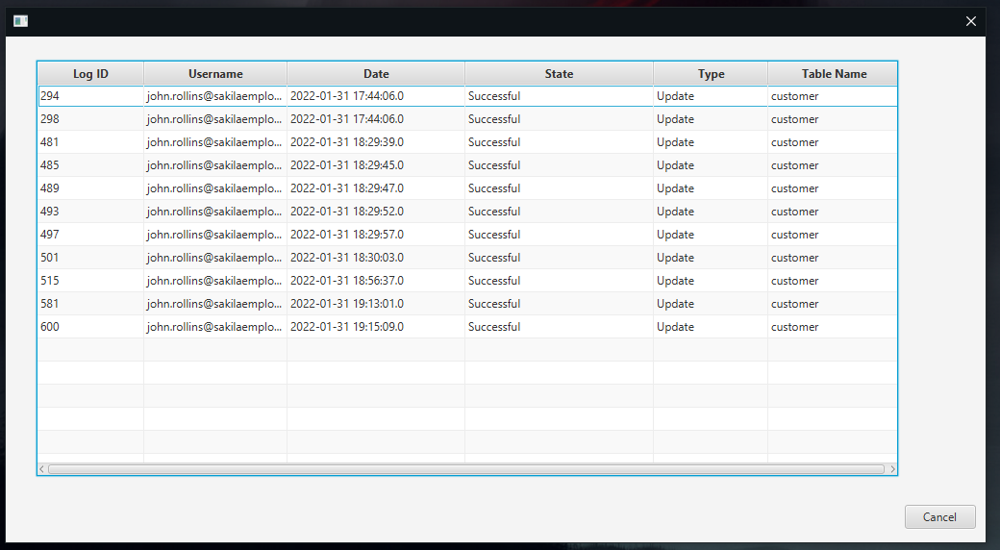 Log ID Username Date State Type Table Name
294 john.rollins@sakilaemplo... 2022-01-31 17:44:06.0 Successful Update customer
298 john.rollins@sakilaemplo... 2022-01-31 17:44:06.0 Successful Update customer
481 john.rollins@sakilaemplo... 2022-01-31 18:29:39.0 Successful Update customer
485 john.rollins@sakilaemplo... 2022-01-31 18:29:45.0 Successful Update customer
489 john.rollins@sakilaemplo... 2022-01-31 18:29:47.0 Successful Update customer
493 john.rollins@sakilaemplo... 2022-01-31 18:29:52.0 Successful Update customer
497 john.rollins@sakilaemplo... 2022-01-31 18:29:57.0 Successful Update customer
501 john.rollins@sakilaemplo... 2022-01-31 18:30:03.0 Successful Update customer
515 john.rollins@sakilaemplo... 2022-01-31 18:56:37.0 Successful Update customer
581 john.rollins@sakilaemplo... 2022-01-31 19:13:01.0 Successful Update customer
600 john.rollins@sakilaemplo... 2022-01-31 19:15:09.0 Successful Update customer
Cancel